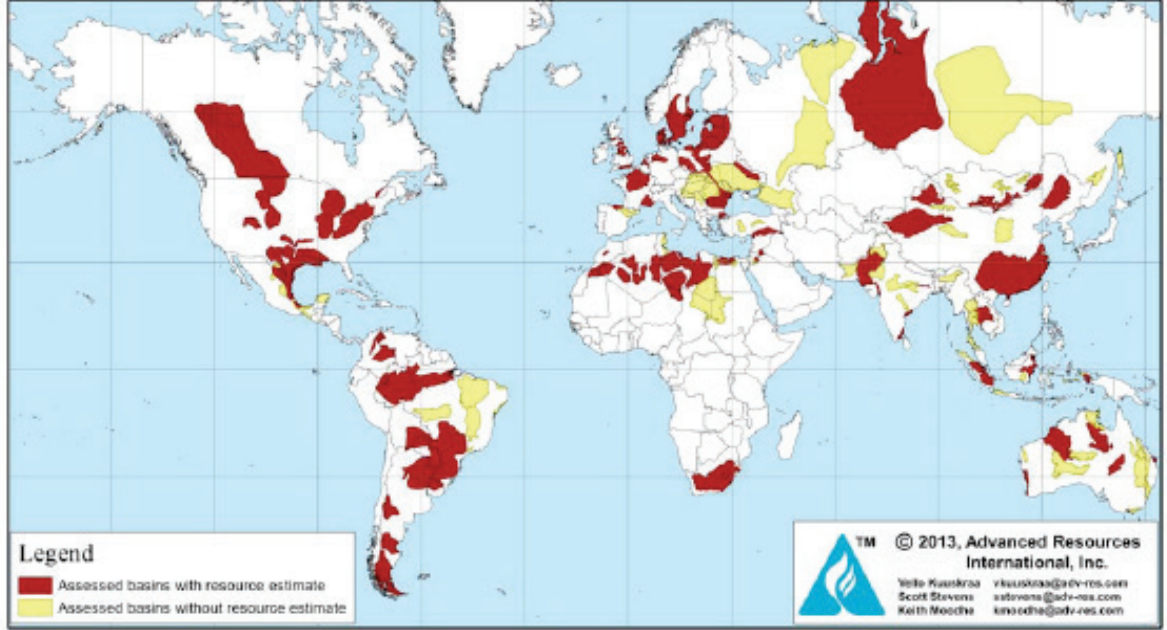 Legend
Assessed basins with resource estimate
Assessed basins without resource estimate
TM
© 2013, Advanced Resources
International, Inc.
Vello Kuuskraa vkuuskraa@adv-res.com
Scott Stevens sstevens@adv-res.com
Keith Moodhe kmoodhe@adv-res.com